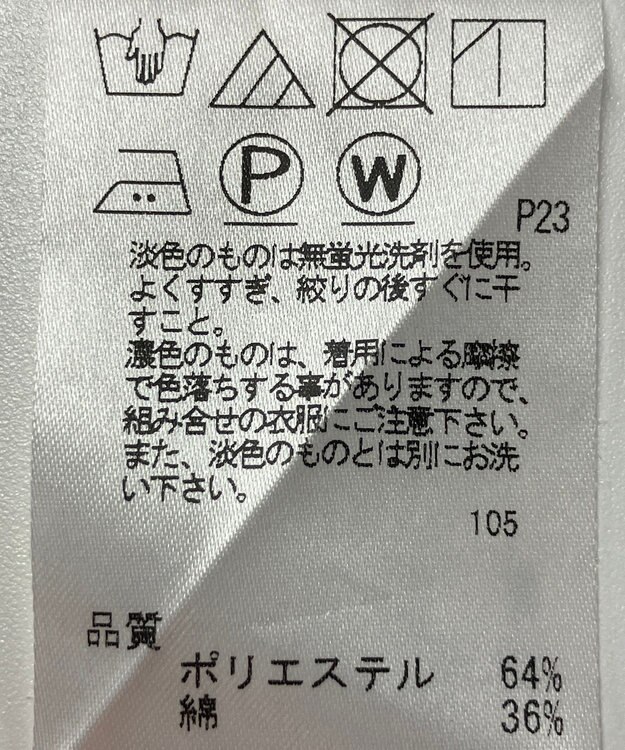 P
W
P23
淡色のものは無蛍光洗剤を使用。
よくすすぎ、絞りの後すぐに干
すこと。
濃色のものは、着用による摩擦
で色落ちする事がありますので、
組み合せの衣服にご注意下さい。
また、淡色のものとは別にお洗
い下さい。
105
品質
ポリエステル 64%
綿 36%